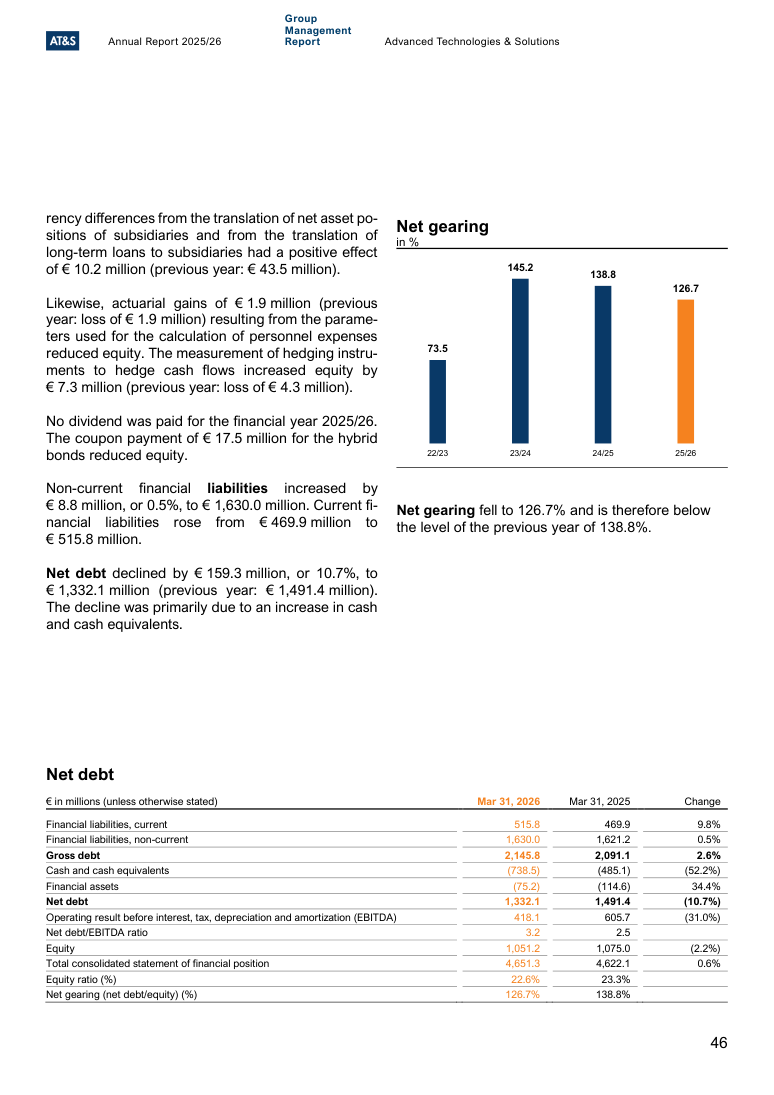 AT&S
Annual Report 2025/26
Group
Management
Report
Advanced Technologies & Solutions
rency differences from the translation of net asset po-
sitions of subsidiaries and from the translation of
long-term loans to subsidiaries had a positive effect
of € 10.2 million (previous year: € 43.5 million).
Likewise, actuarial gains of € 1.9 million (previous
year: loss of € 1.9 million) resulting from the parame-
ters used for the calculation of personnel expenses
reduced equity. The measurement of hedging instru-
ments to hedge cash flows increased equity by
€ 7.3 million (previous year: loss of € 4.3 million).
No dividend was paid for the financial year 2025/26.
The coupon payment of € 17.5 million for the hybrid
bonds reduced equity.
Non-current financial liabilities increased by
€ 8.8 million, or 0.5%, to € 1,630.0 million. Current fi-
nancial liabilities rose from € 469.9 million to
€ 515.8 million.
Net debt declined by € 159.3 million, or 10.7%, to
€ 1,332.1 million (previous year: € 1,491.4 million).
The decline was primarily due to an increase in cash
and cash equivalents.
Net gearing
in %
73.5
145.2
138.8
126.7
22/23
23/24
24/25
25/26
Net gearing fell to 126.7% and is therefore below
the level of the previous year of 138.8%.
Net debt
€ in millions (unless otherwise stated) Mar 31, 2026 Mar 31, 2025 Change
Financial liabilities, current 515.8 469.9 9.8%
Financial liabilities, non-current 1,630.0 1,621.2 0.5%
Gross debt 2,145.8 2,091.1 2.6%
Cash and cash equivalents (738.5) (485.1) (52.2%)
Financial assets (75.2) (114.6) 34.4%
Net debt 1,332.1 1,491.4 (10.7%)
Operating result before interest, tax, depreciation and amortization (EBITDA) 418.1 605.7 (31.0%)
Net debt/EBITDA ratio 3.2 2.5
Equity 1,051.2 1,075.0 (2.2%)
Total consolidated statement of financial position 4,651.3 4,622.1 0.6%
Equity ratio (%) 22.6% 23.3%
Net gearing (net debt/equity) (%) 126.7% 138.8%
46